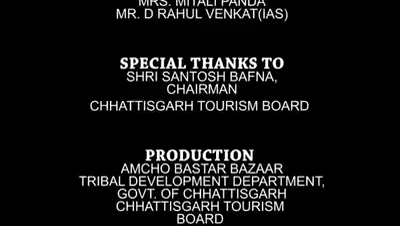 MRS. MITALI PANDA
MR. D RAHUL VENKAT(IAS)
SPECIAL THANKS TO
SHRI SANTOSH BAFNA,
CHAIRMAN
CHHATTISGARH TOURISM BOARD
PRODUCTION
AMCHO BASTAR BAZAAR
TRIBAL DEVELOPMENT DEPARTMENT,
GOVT. OF CHHATTISGARH
CHHATTISGARH TOURISM
BOARD